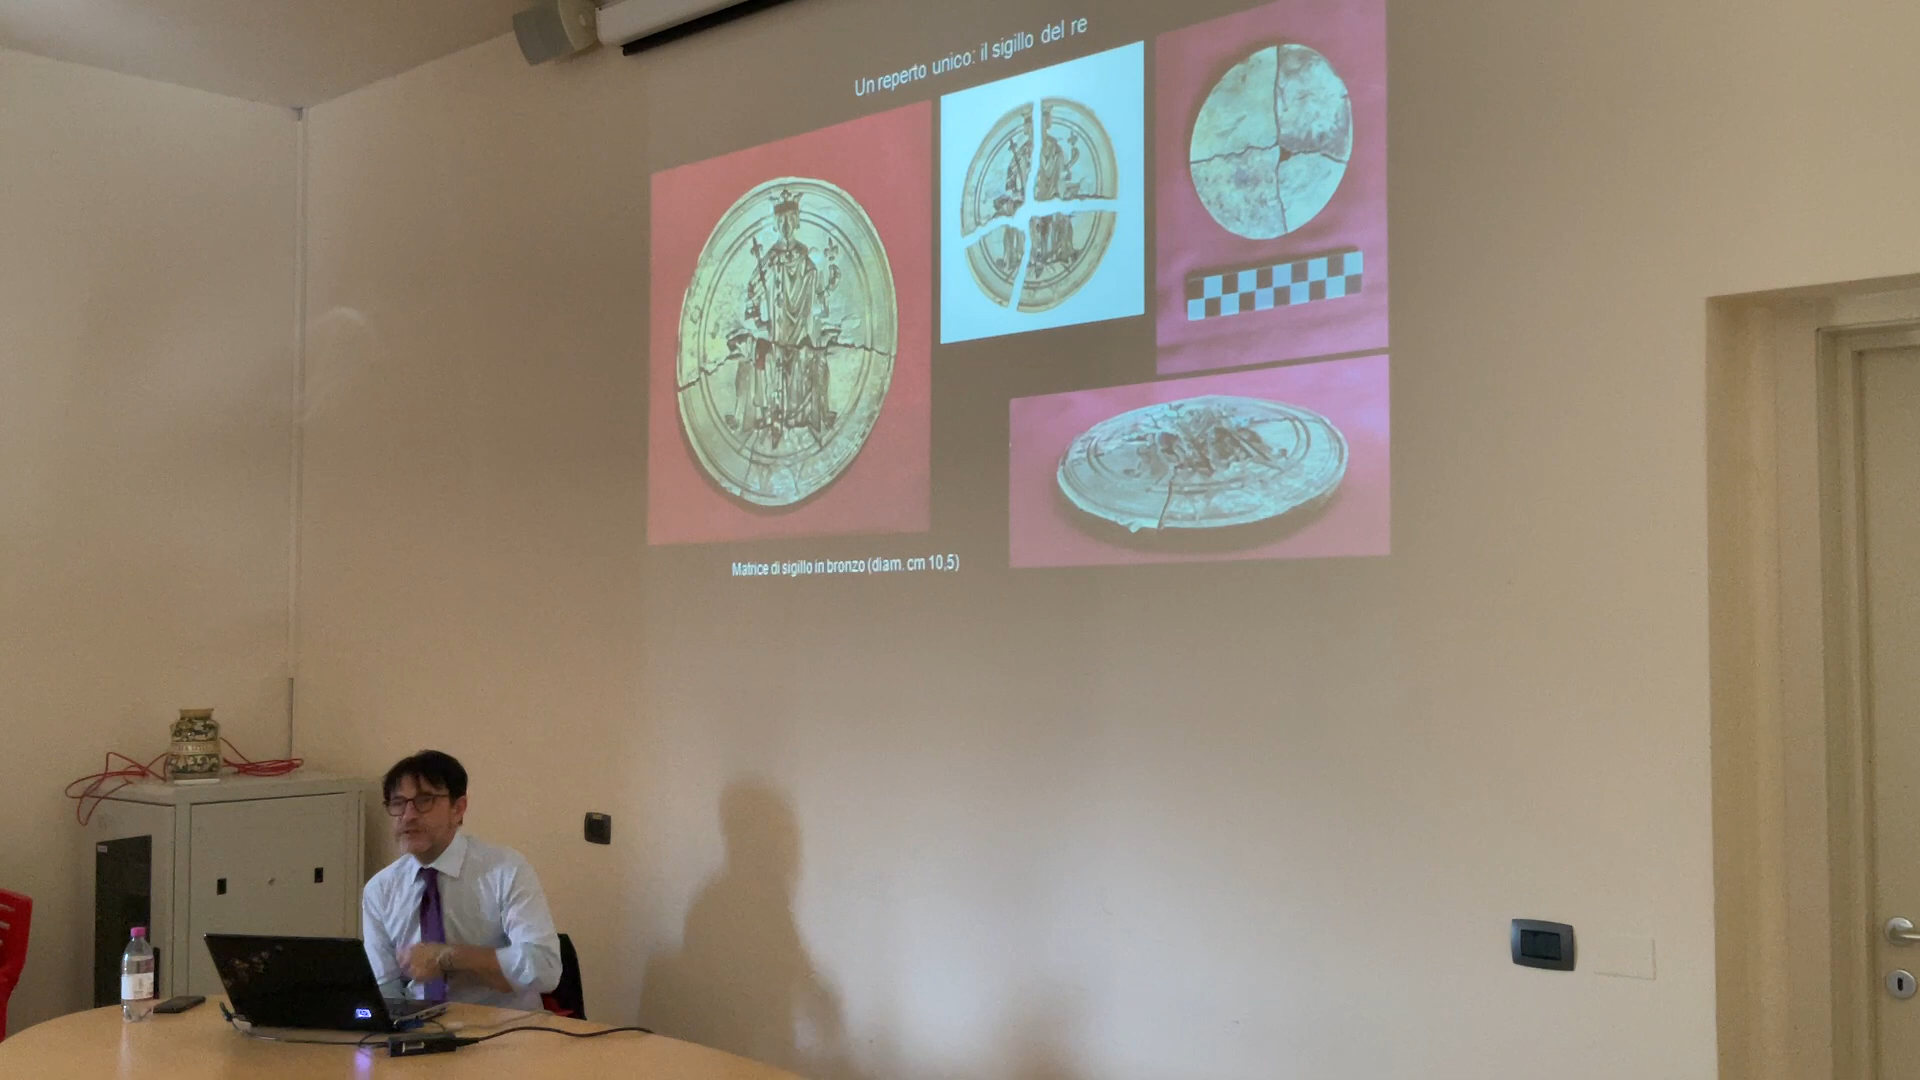 Un reperto unico: il sigillo del re
Matrice di sigillo in bronzo (diam. cm 10,5)